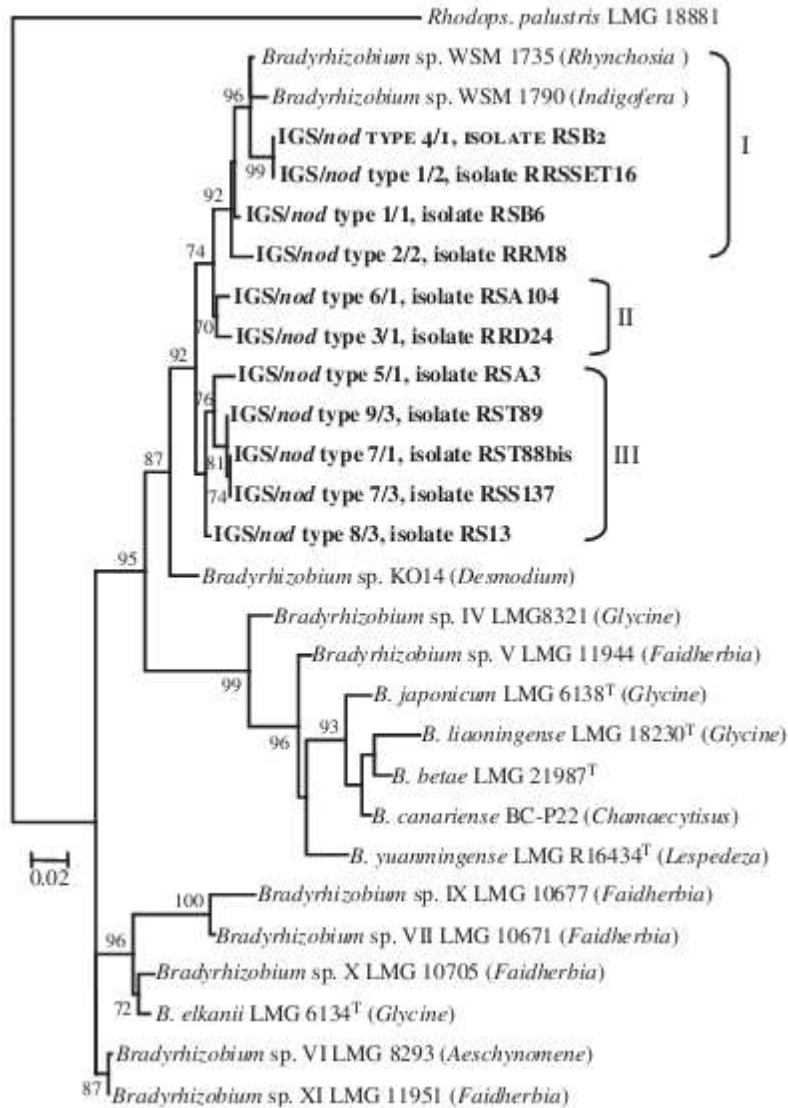 Rhodops. palustris LMG 18881
Bradyrhizobium sp. WSM 1735 (Rhynchosia )
96
Bradyrhizobium sp. WSM 1790 (Indigofera )
IGS/nod TYPE 4/1, ISOLATE RSB2
I
99
IGS/nod type 1/2, isolate RRSSET16
92
IGS/nod type 1/1, isolate RSB6
74
IGS/nod type 2/2, isolate RRM8
IGS/nod type 6/1, isolate RSA104
II
70
IGS/nod type 3/1, isolate RRD24
92
IGS/nod type 5/1, isolate RSA3
76
IGS/nod type 9/3, isolate RST89
87
81
IGS/nod type 7/1, isolate RST88bis
III
74
IGS/nod type 7/3, isolate RSS137
IGS/nod type 8/3, isolate RS13
95
Bradyrhizobium sp. KO14 (Desmodium)
Bradyrhizobium sp. IV LMG8321 (Glycine)
Bradyrhizobium sp. V LMG 11944 (Faidherbia)
99
B. japonicum LMG 6138T (Glycine)
93
96
B. liaoningense LMG 18230T (Glycine)
B. betae LMG 21987T
B. canariense BC-P22 (Chamaecytisus)
B. yuanmingense LMG R16434T (Lespedeza)
0.02
Bradyrhizobium sp. IX LMG 10677 (Faidherbia)
100
Bradyrhizobium sp. VII LMG 10671 (Faidherbia)
96
Bradyrhizobium sp. X LMG 10705 (Faidherbia)
72
B. elkanii LMG 6134T (Glycine)
Bradyrhizobium sp. VI LMG 8293 (Aeschynomene)
87
Bradyrhizobium sp. XI LMG 11951 (Faidherbia)